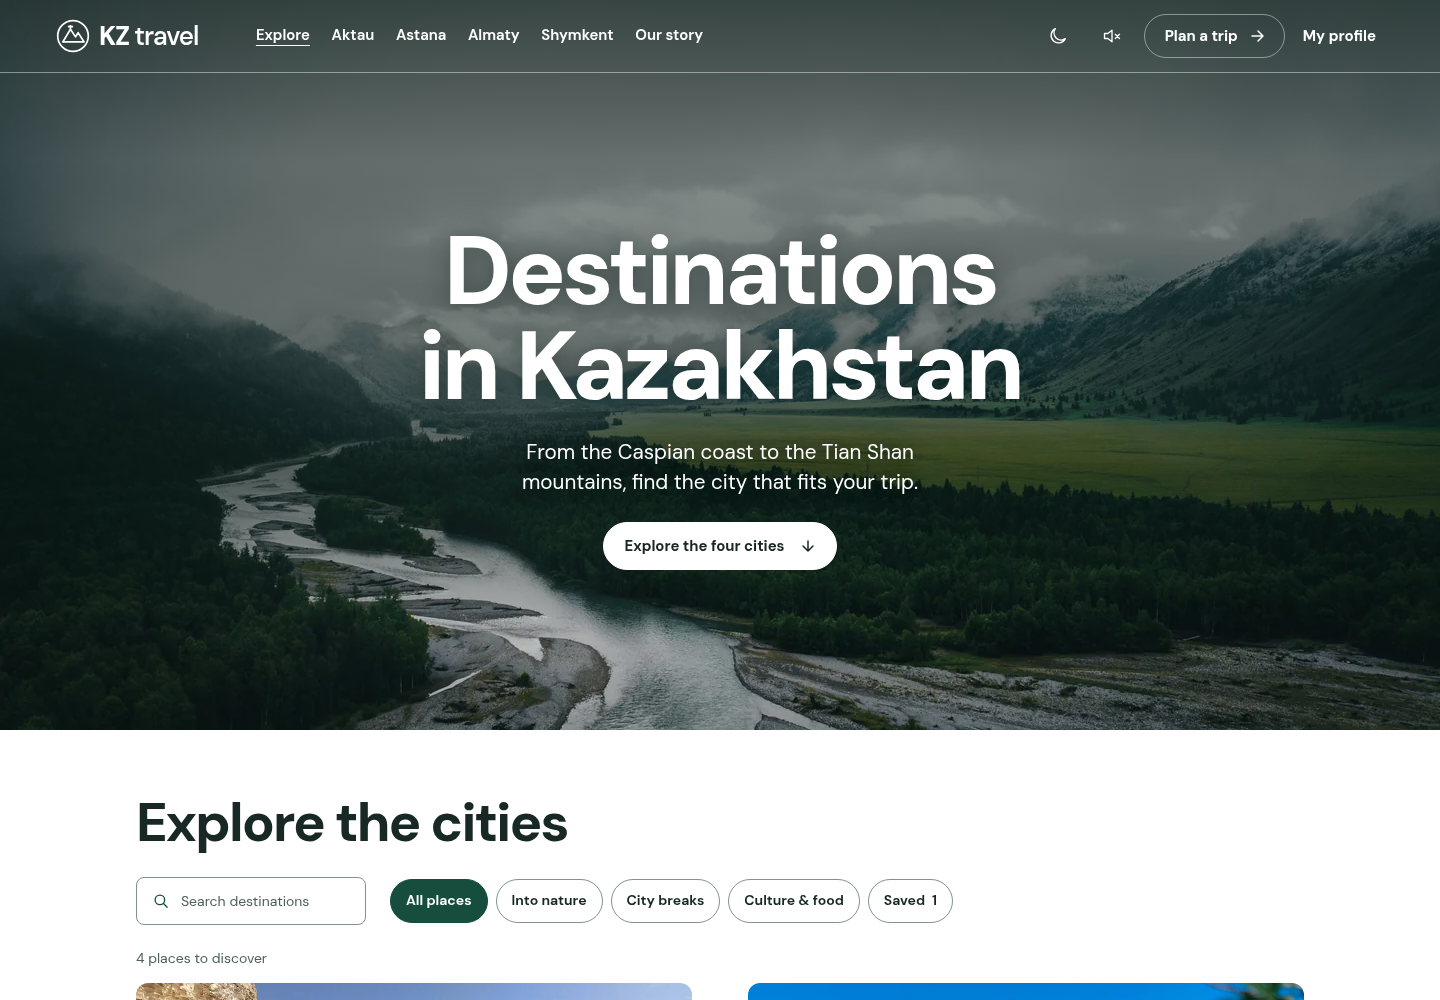 KZ travel
Explore
Aktau
Astana
Almaty
Shymkent
Our story
Plan a trip
My profile
Destinations
in Kazakhstan
From the Caspian coast to the Tian Shan
mountains, find the city that fits your trip.
Explore the four cities
Explore the cities
Search destinations
All places
Into nature
City breaks
Culture & food
Saved 1
4 places to discover